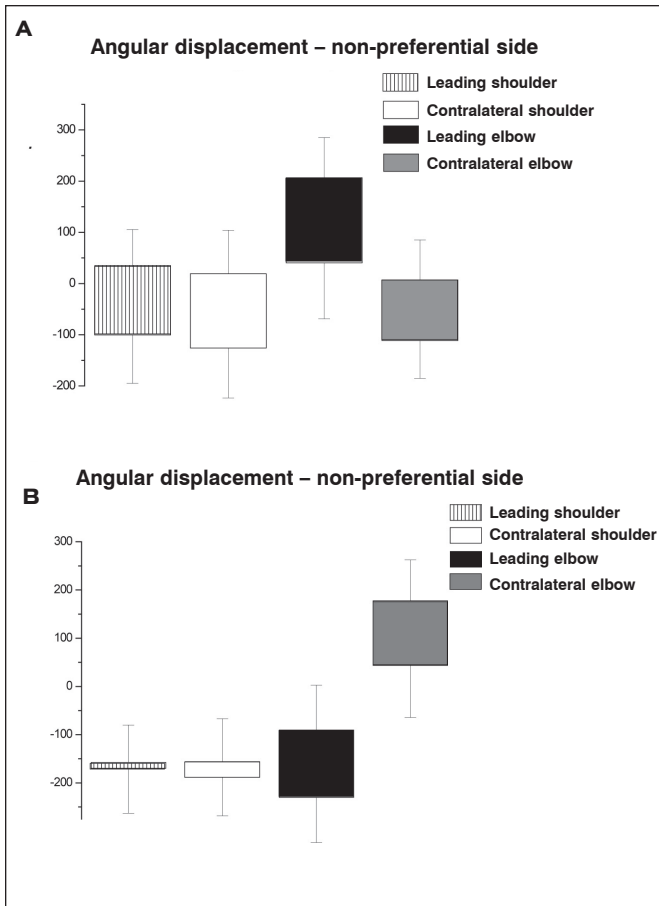 A
Angular displacement – non-preferential side
Leading shoulder
Contralateral shoulder
Leading elbow
Contralateral elbow
300
200
100
0
-100
-200
Angular displacement – non-preferential side
B
Leading shoulder
Contralateral shoulder
Leading elbow
Contralateral elbow
300
200
100
0
-100
-200